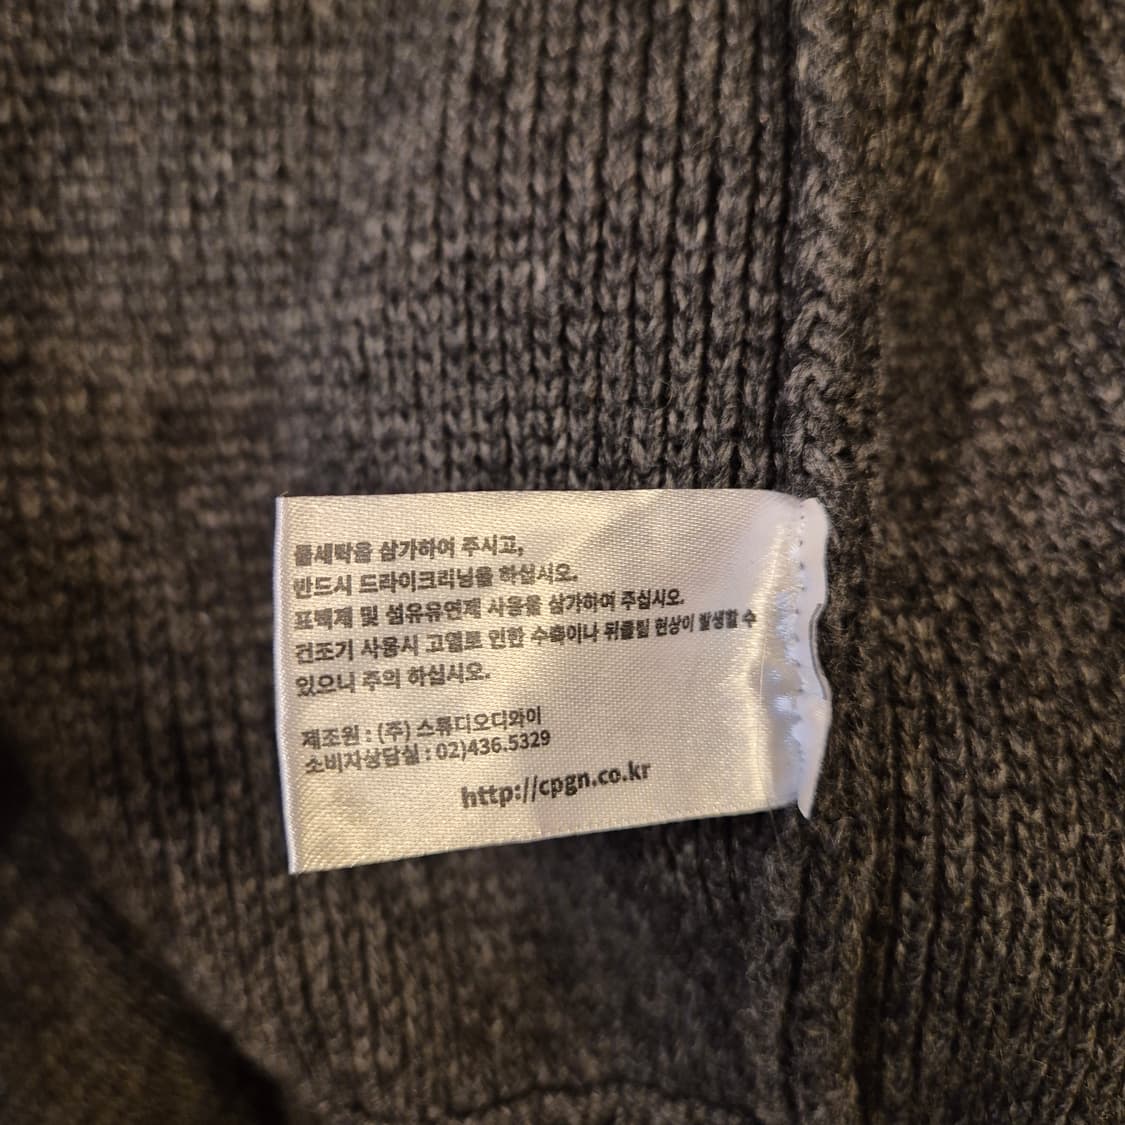 물세탁을 삼가하여 주시고,
반드시 드라이크리닝을 하십시오.
표백제 및 섬유유연제 사용을 삼가하여 주십시오.
건조기 사용시 고열로 인한 수축이나 뒤틀림 현상이 발생할 수
있으니 주의 하십시오.
제조원 : (주) 스튜디오디와이
소비자상담실 : 02)436.5329
http://cpgn.co.kr